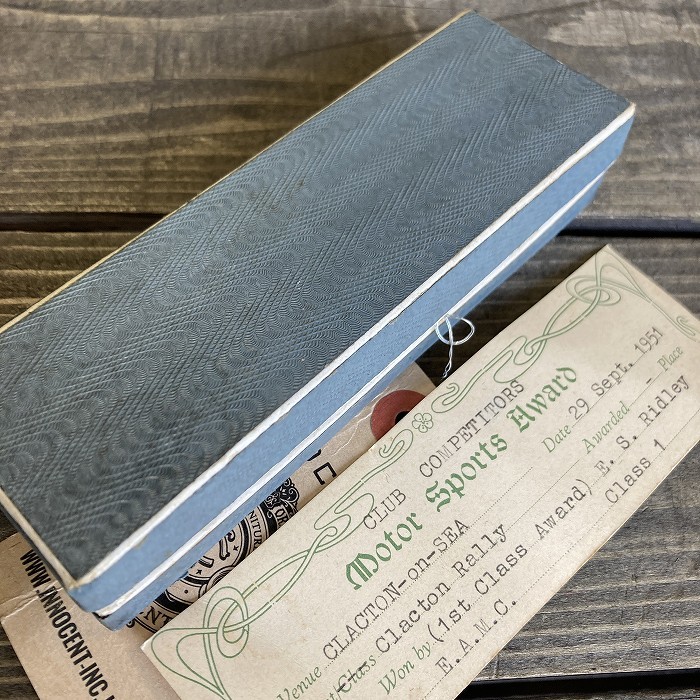 CLUB COMPETITORS
Motor Sports Award
Venue CLACTON-on-SEA Date 29 Sept. 1951
Class Clacton Rally Awarded - Place
Won by (1st Class Award) E. S. Ridley
E.A.M.C. Class 1
WWW.INNOCENT-INC